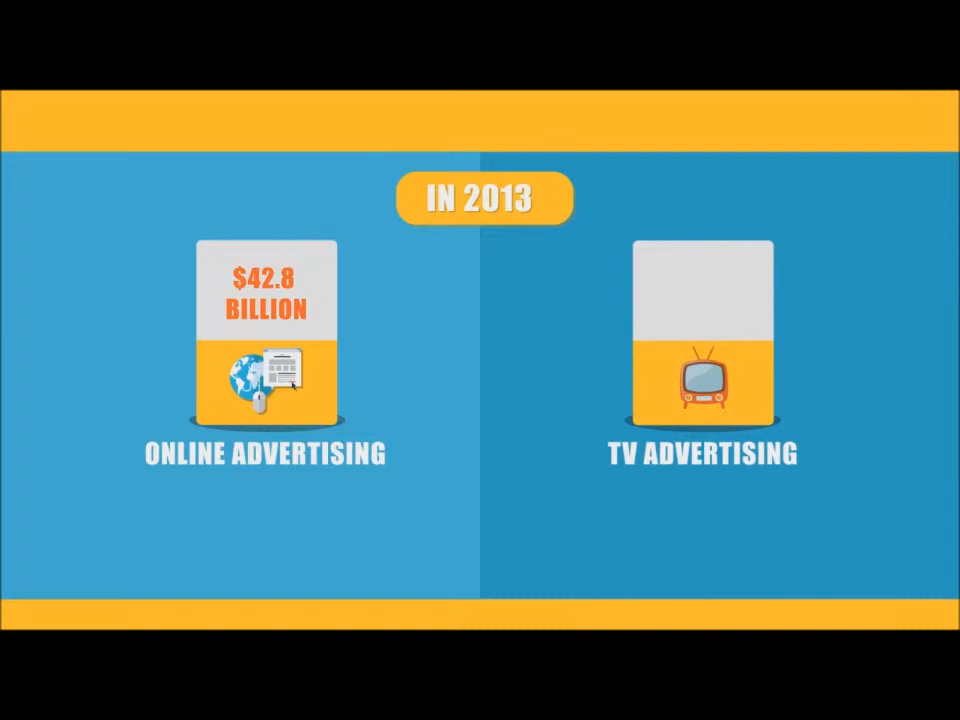 IN 2013
$42.8
BILLION
ONLINE ADVERTISING
TV ADVERTISING